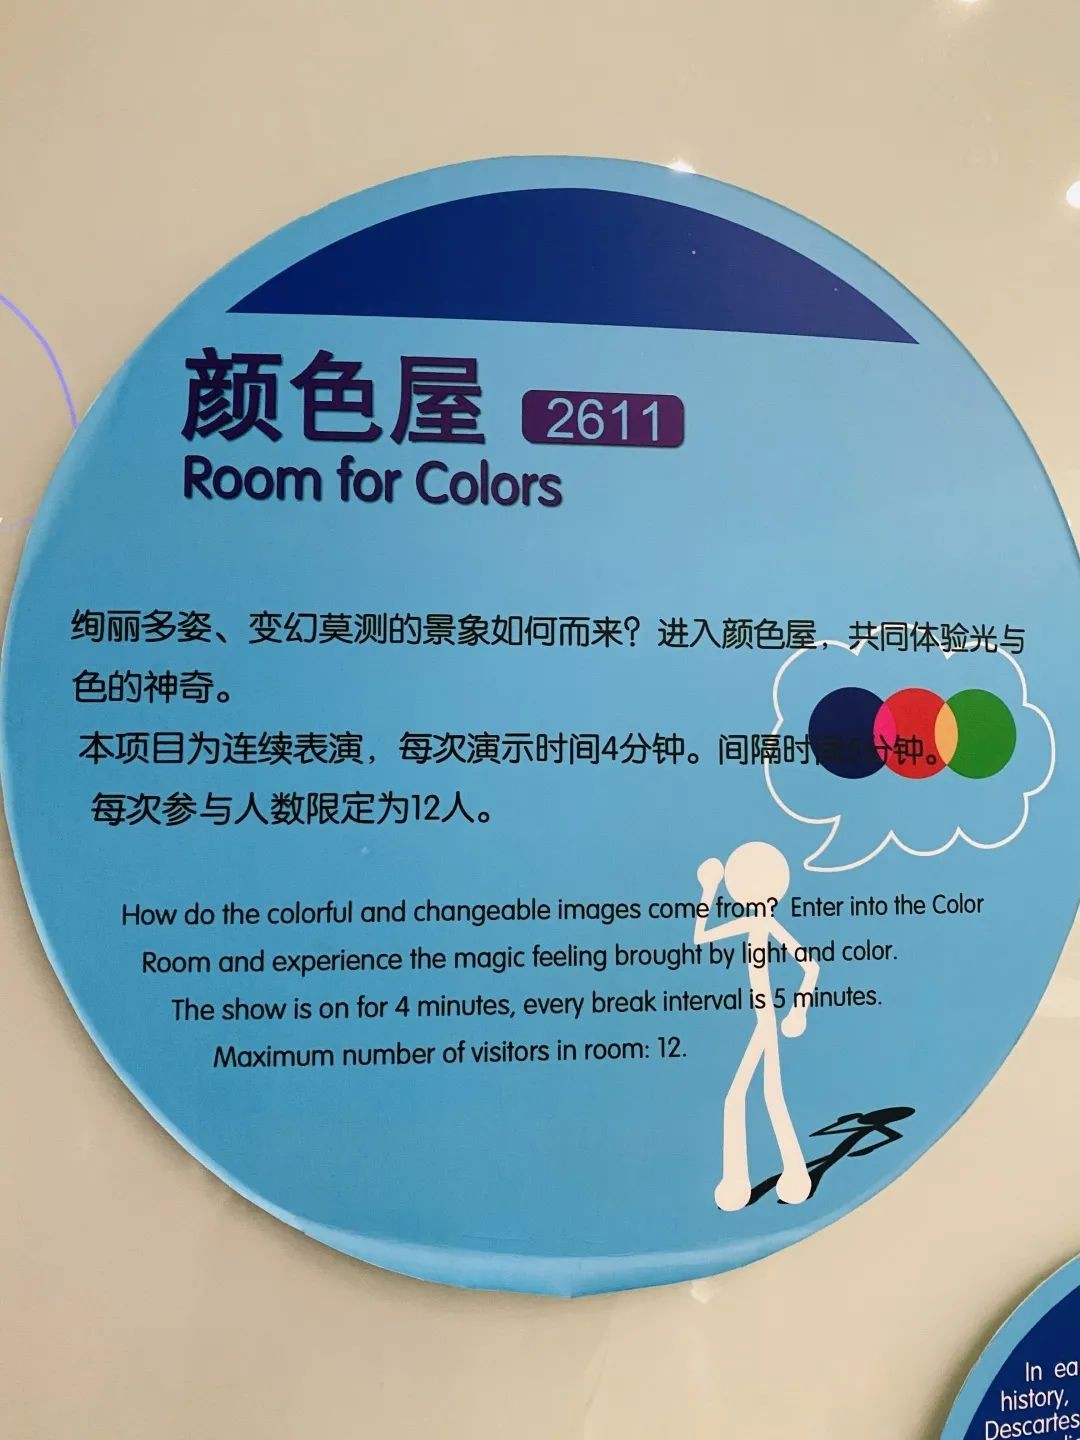 颜色屋 2611
Room for Colors
绚丽多姿、变幻莫测的景象如何而来？进入颜色屋，共同体验光与
色的神奇。
本项目为连续表演，每次演示时间4分钟。间隔时间 分钟。
每次参与人数限定为12人。
How do the colorful and changeable images come from? Enter into the Color
Room and experience the magic feeling brought by light and color.
The show is on for 4 minutes, every break interval is 5 minutes.
Maximum number of visitors in room: 12.
In ea
history,
Descartes